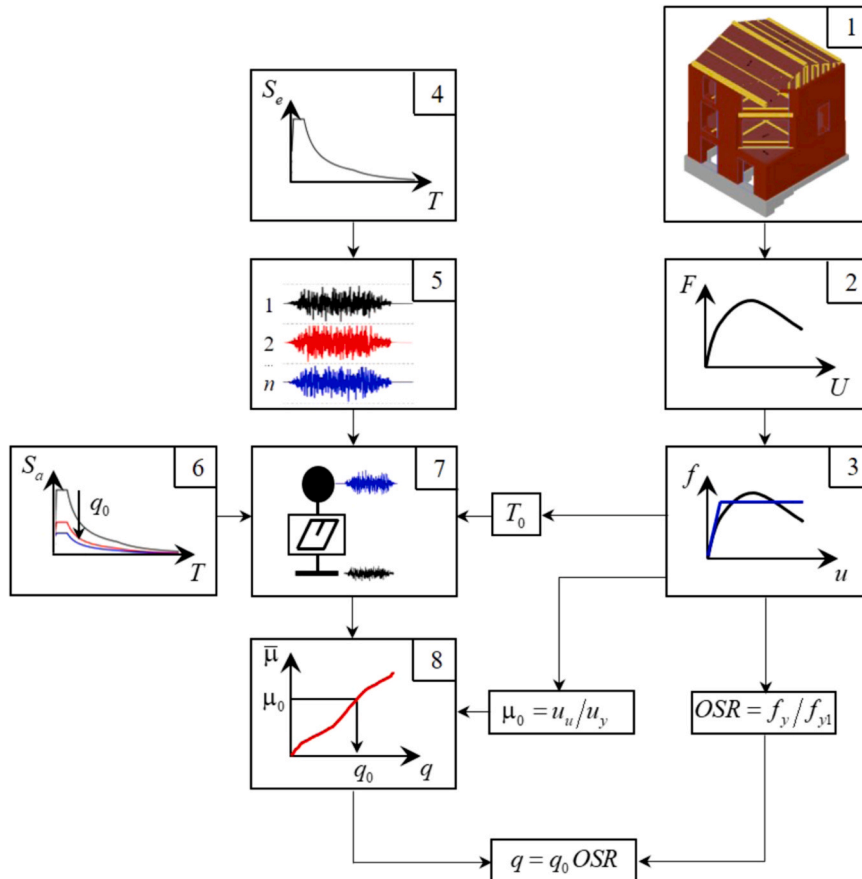 1
4
S_e
T
5
1
2
...
n
2
F
U
6
S_a
q_0
T
7
T_0
3
f
u
8
μ̄
μ_0
q_0
q
μ_0 = u_u/u_y
OSR = f_y/f_y1
q = q_0 OSR